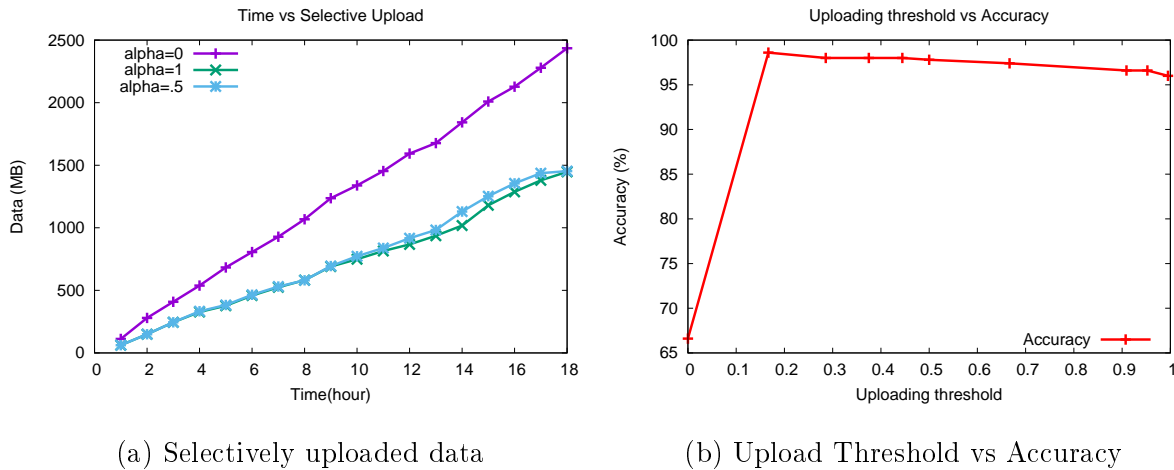 Time vs Selective Upload
2500
2000
1500
1000
500
0
Data (MB)
alpha=0
alpha=1
alpha=.5
0 2 4 6 8 10 12 14 16 18
Time(hour)
(a) Selectively uploaded data
Uploading threshold vs Accuracy
100
95
90
85
80
75
70
65
Accuracy (%)
Accuracy
0 0.1 0.2 0.3 0.4 0.5 0.6 0.7 0.8 0.9 1
Uploading threshold
(b) Upload Threshold vs Accuracy